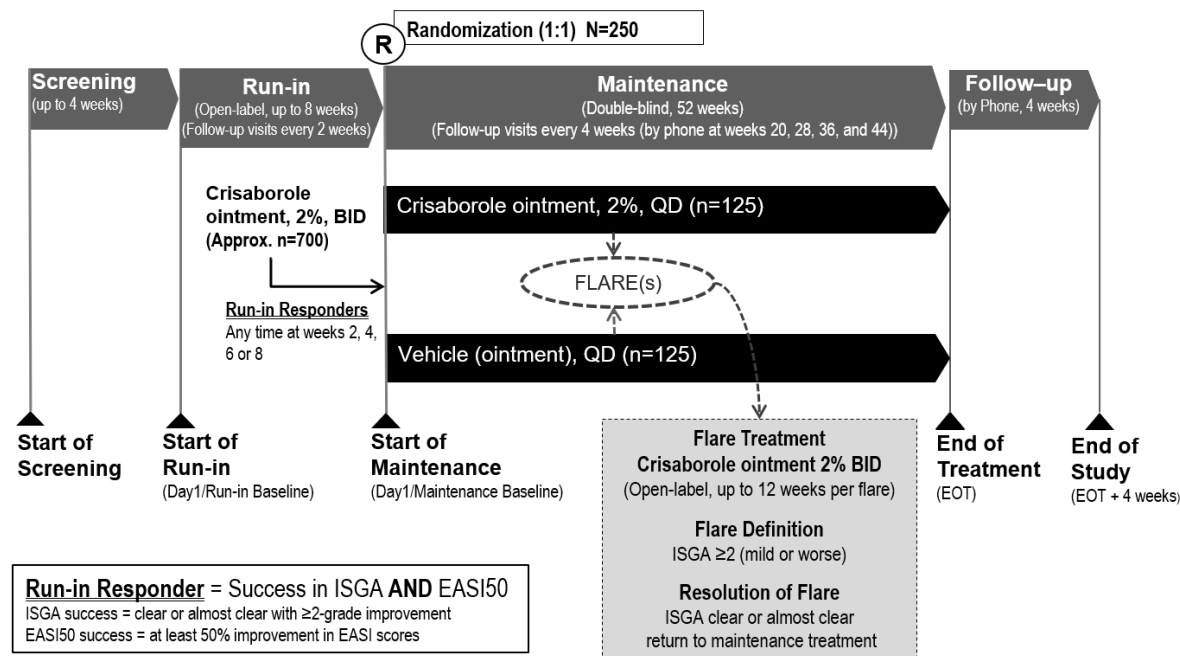 R
Randomization (1:1) N=250
Screening
(up to 4 weeks)
Run-in
(Open-label, up to 8 weeks)
(Follow-up visits every 2 weeks)
Maintenance
(Double-blind, 52 weeks)
(Follow-up visits every 4 weeks (by phone at weeks 20, 28, 36, and 44))
Follow–up
(by Phone, 4 weeks)
Crisaborole
ointment, 2%, BID
(Approx. n=700)
Run-in Responders
Any time at weeks 2, 4,
6 or 8
Crisaborole ointment, 2%, QD (n=125)
FLARE(s)
Vehicle (ointment), QD (n=125)
Start of
Screening
Start of
Run-in
(Day1/Run-in Baseline)
Start of
Maintenance
(Day1/Maintenance Baseline)
Flare Treatment
Crisaborole ointment 2% BID
(Open-label, up to 12 weeks per flare)
Flare Definition
ISGA ≥2 (mild or worse)
Resolution of Flare
ISGA clear or almost clear
return to maintenance treatment
End of
Treatment
(EOT)
End of
Study
(EOT + 4 weeks)
Run-in Responder = Success in ISGA AND EASI50
ISGA success = clear or almost clear with ≥2-grade improvement
EASI50 success = at least 50% improvement in EASI scores